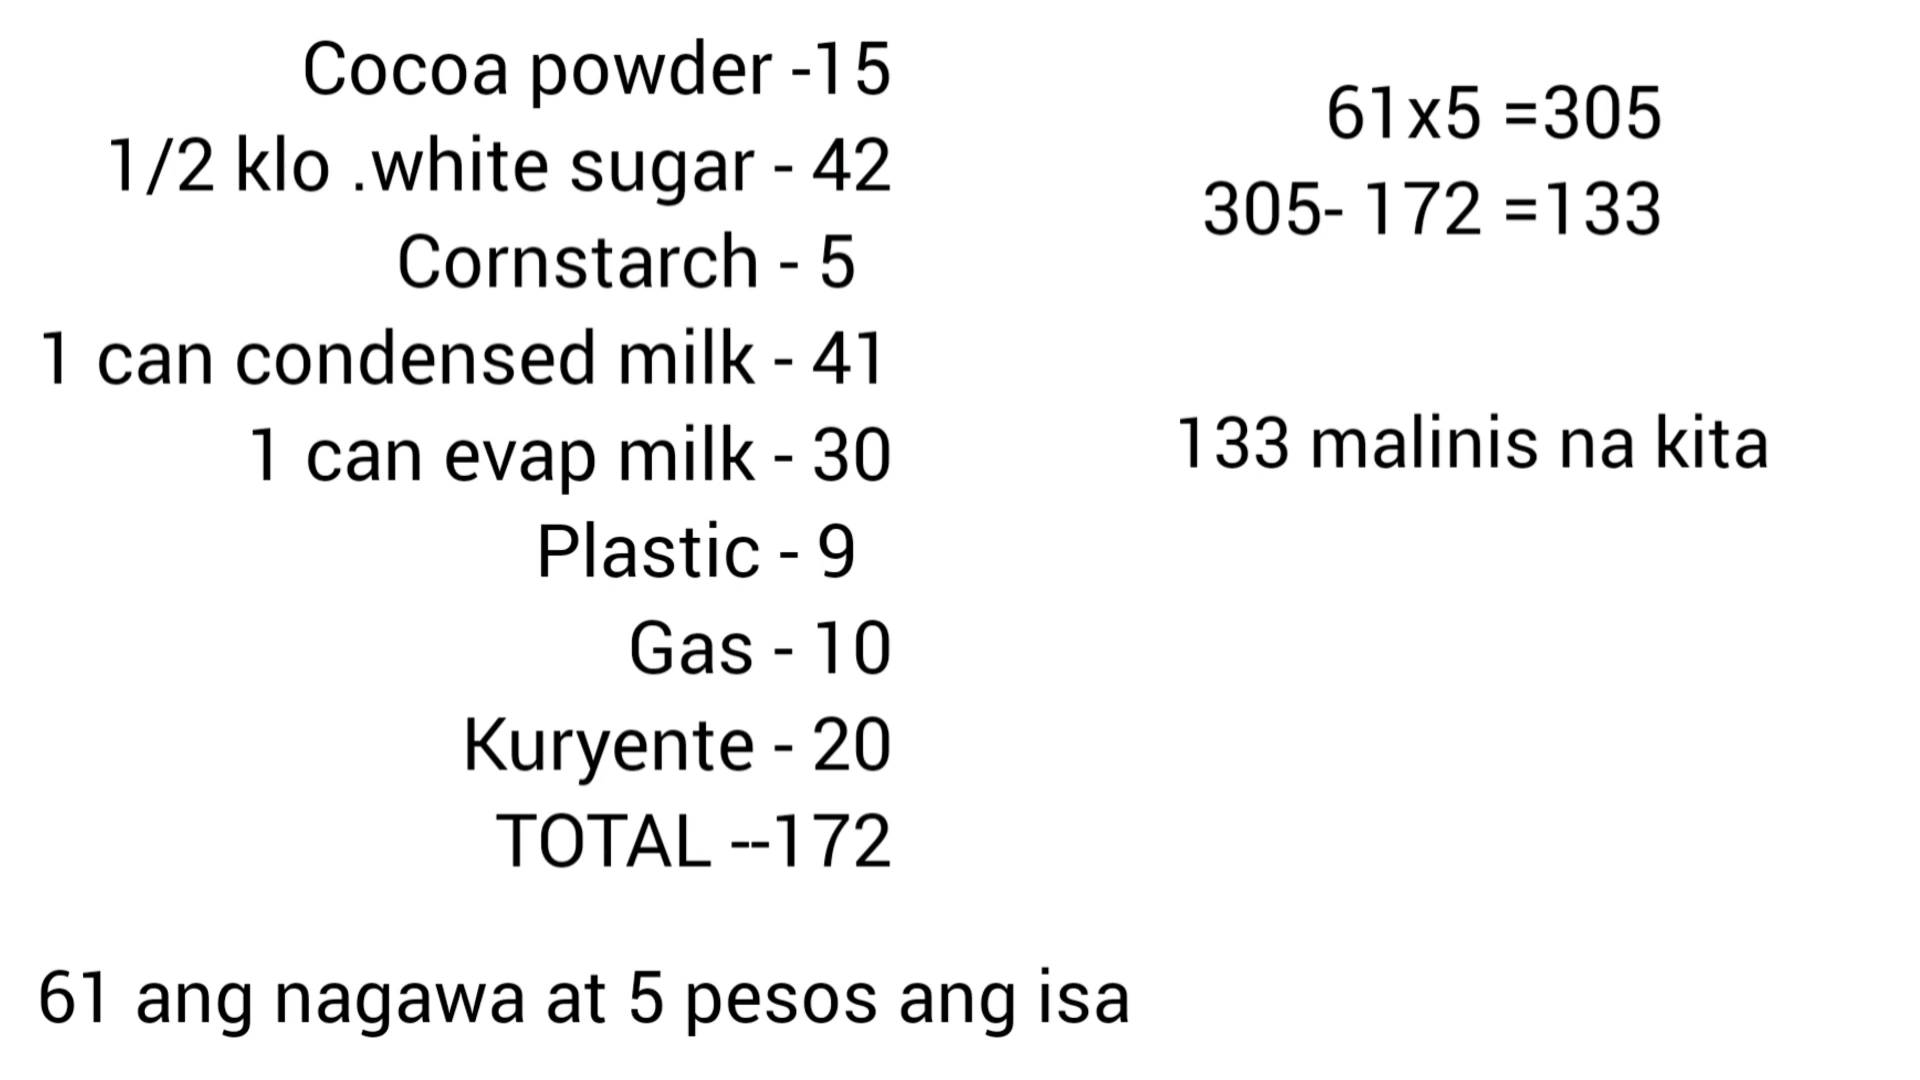 Cocoa powder -15
1/2 klo .white sugar - 42
Cornstarch - 5
1 can condensed milk - 41
1 can evap milk - 30
Plastic - 9
Gas - 10
Kuryente - 20
TOTAL --172
61 ang nagawa at 5 pesos ang isa
61x5 =305
305- 172 =133
133 malinis na kita